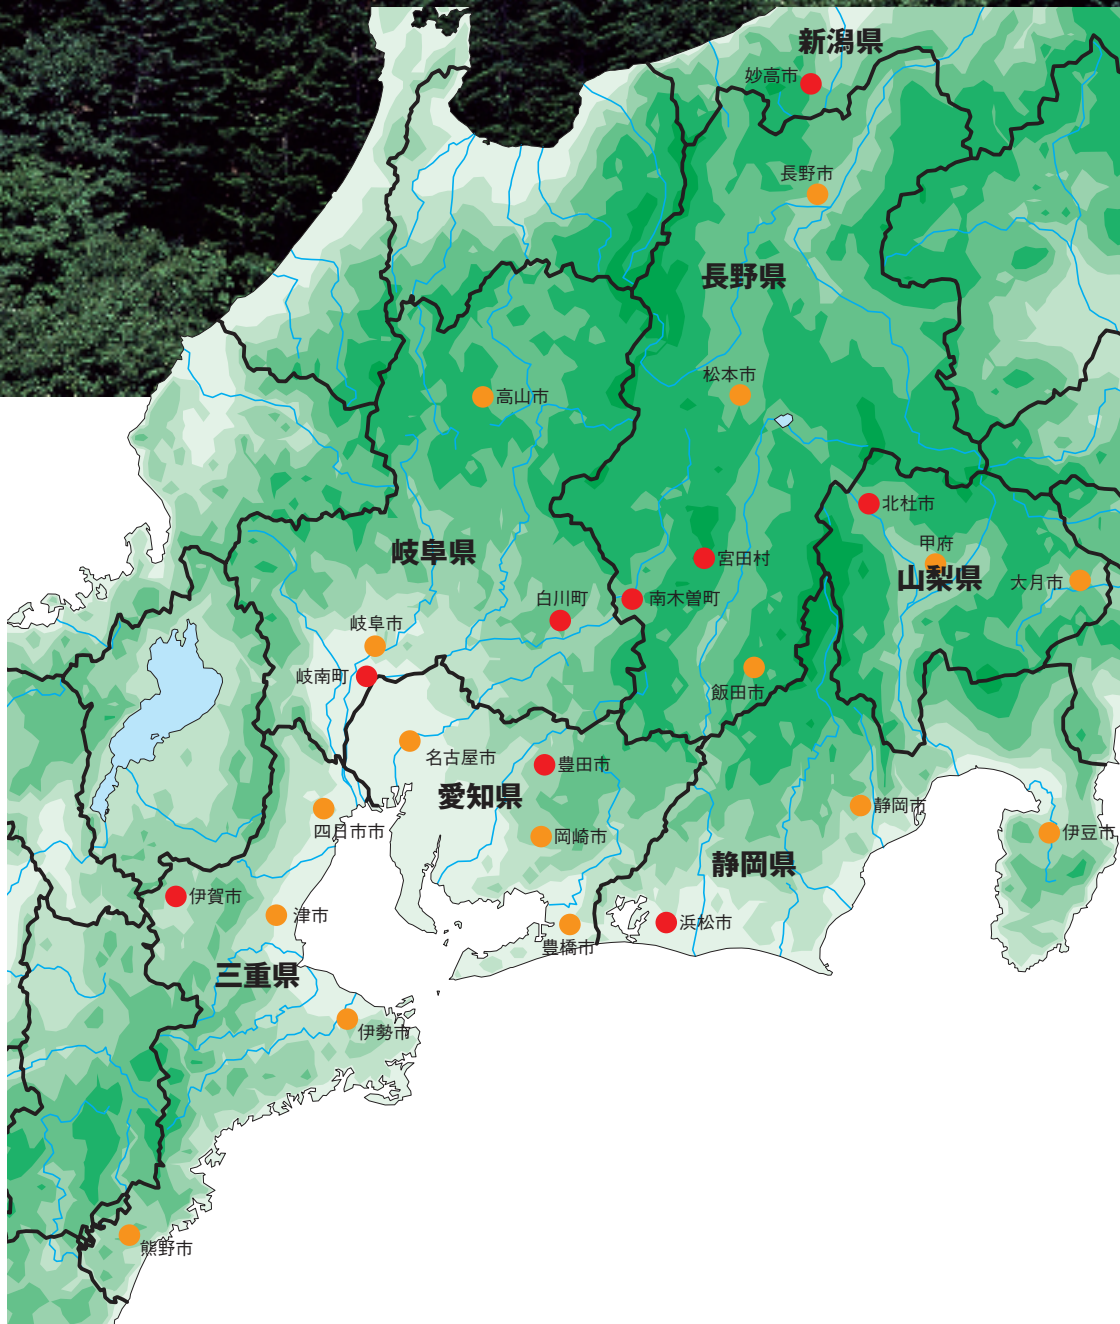 新潟県
妙高市
長野市
長野県
松本市
高山市
北杜市
甲府
山梨県
大月市
岐阜県
宮田村
白川町
南木曽町
岐阜市
岐南町
飯田市
名古屋市
豊田市
愛知県
四日市市
岡崎市
静岡市
伊豆市
静岡県
伊賀市
津市
豊橋市
浜松市
三重県
伊勢市
熊野市